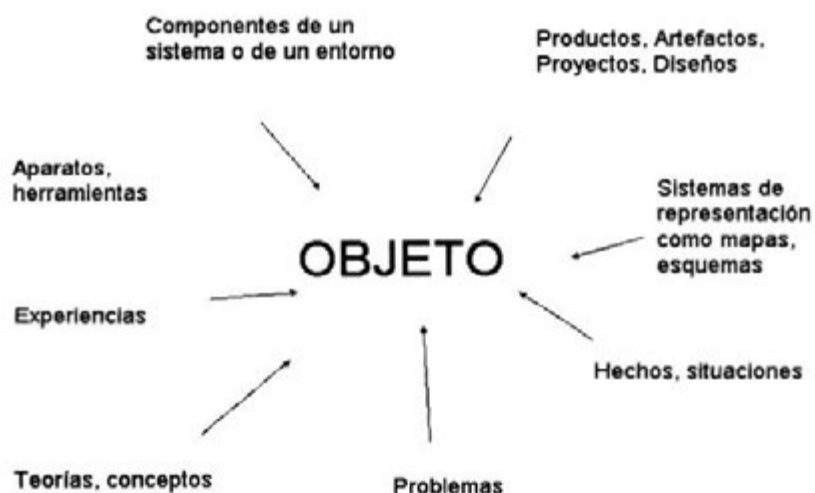 Componentes de un
sistema o de un entorno
Productos, Artefactos,
Proyectos, Diseños
Aparatos,
herramientas
Sistemas de
representación
como mapas,
esquemas
OBJETO
Experiencias
Hechos, situaciones
Teorías, conceptos
Problemas